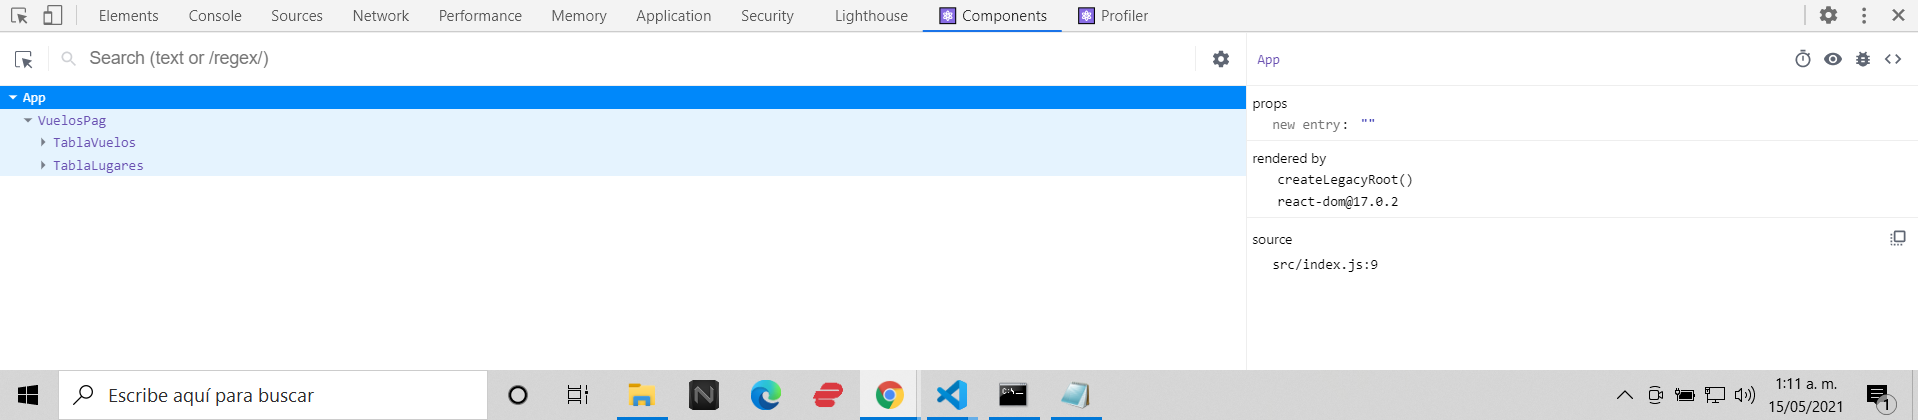 Elements Console Sources Network Performance Memory Application Security Lighthouse Components Profiler
Search (text or /regex/)
App
VuelosPag
TablaVuelos
TablaLugares
App
props
new entry: ""
rendered by
createLegacyRoot()
react-dom@17.0.2
source
src/index.js:9
Escribe aquí para buscar
N
C:\
1:11 a. m.
15/05/2021
1